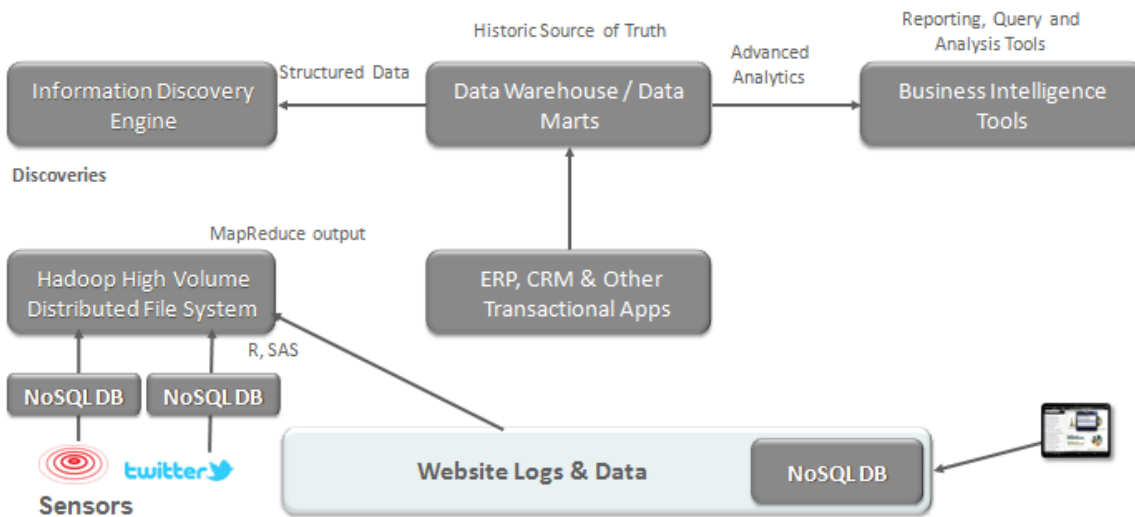 Historic Source of Truth
Reporting, Query and
Analysis Tools
Structured Data
Advanced
Analytics
Information Discovery
Engine
Data Warehouse / Data
Marts
Business Intelligence
Tools
Discoveries
MapReduce output
Hadoop High Volume
Distributed File System
ERP, CRM & Other
Transactional Apps
R, SAS
NoSQL DB
NoSQL DB
twitter
Sensors
Website Logs & Data
NoSQL DB